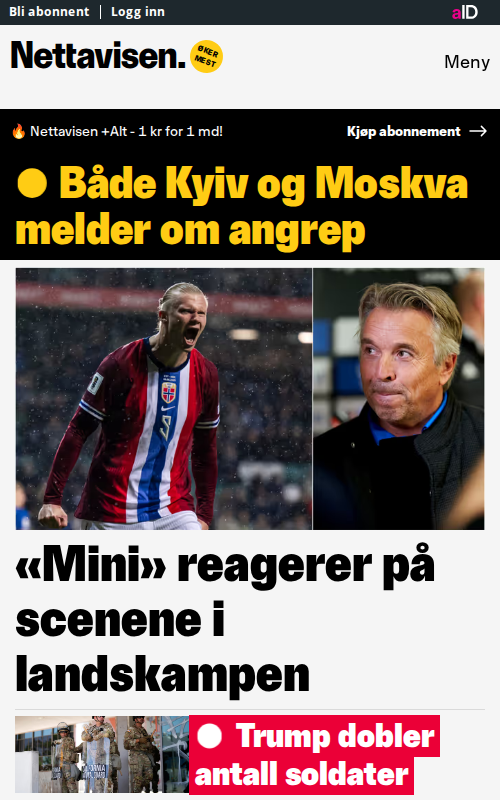 Bli abonnent | Logg inn
aID
Nettavisen.
ØKER
MEST
Meny
🔥 Nettavisen +Alt - 1 kr for 1 md!
Kjøp abonnement →
Både Kyiv og Moskva
melder om angrep
«Mini» reagerer på
scenene i
landskampen
Trump dobler
antall soldater